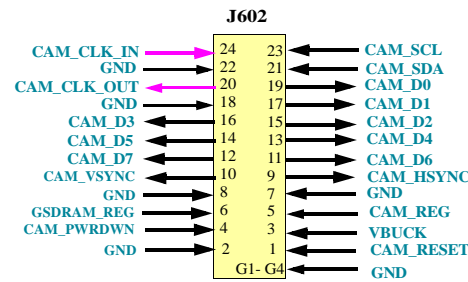 J602
CAM_CLK_IN 24 23 CAM_SCL
GND 22 21 CAM_SDA
CAM_CLK_OUT 20 19 CAM_D0
GND 18 17 CAM_D1
CAM_D3 16 15 CAM_D2
CAM_D5 14 13 CAM_D4
CAM_D7 12 11 CAM_D6
CAM_VSYNC 10 9 CAM_HSYNC
GND 8 7 GND
GSDRAM_REG 6 5 CAM_REG
CAM_PWRDWN 4 3 VBUCK
GND 2 1 CAM_RESET
G1- G4 GND